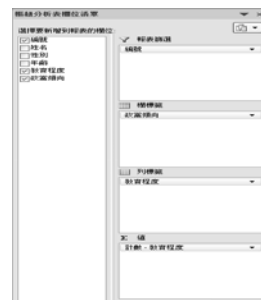 樞紐分析表欄位清單
選擇要新增到報表的欄位:
編號
姓名
性別
年齡
教育程度
政黨傾向
報表篩選
編號
欄標籤
政黨傾向
列標籤
教育程度
Σ 值
計數 - 教育程度